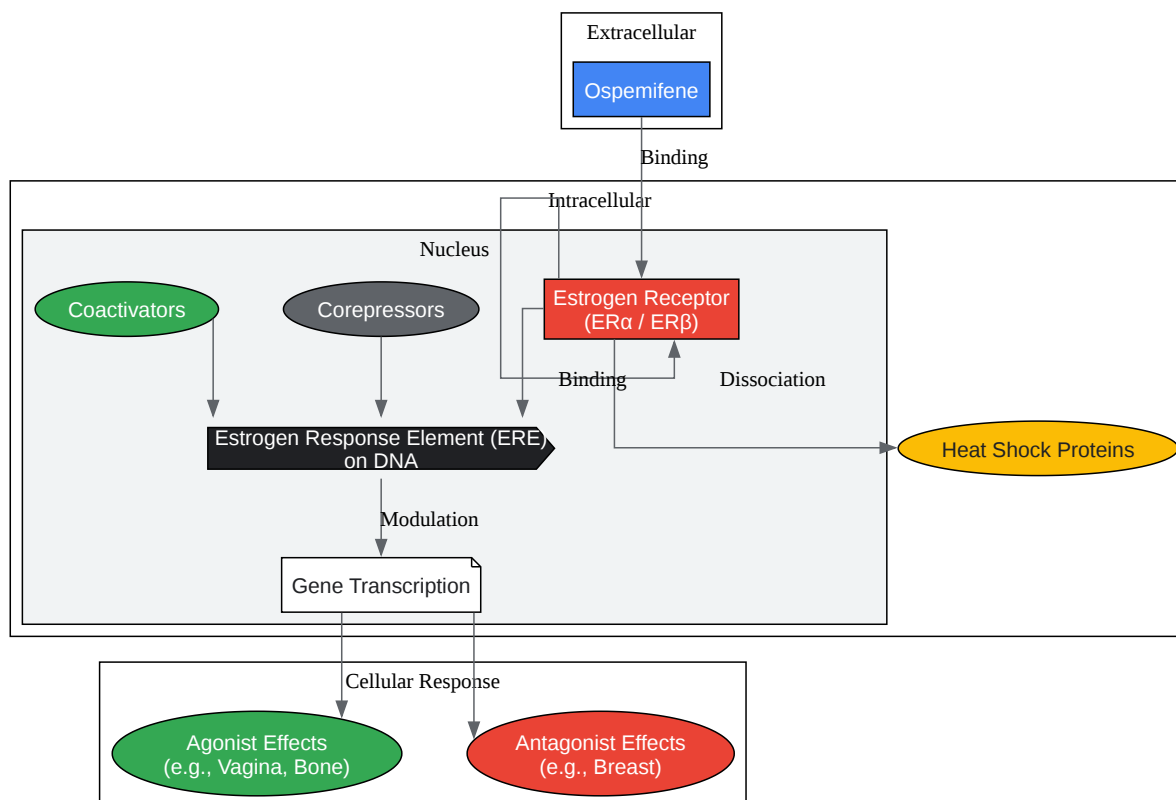 Extracellular
Ospemifene
Binding
Intracellular
Nucleus
Coactivators
Corepressors
Estrogen Receptor
(ERα / ERβ)
Binding
Dissociation
Estrogen Response Element (ERE)
on DNA
Heat Shock Proteins
Modulation
Gene Transcription
Cellular Response
Agonist Effects
(e.g., Vagina, Bone)
Antagonist Effects
(e.g., Breast)